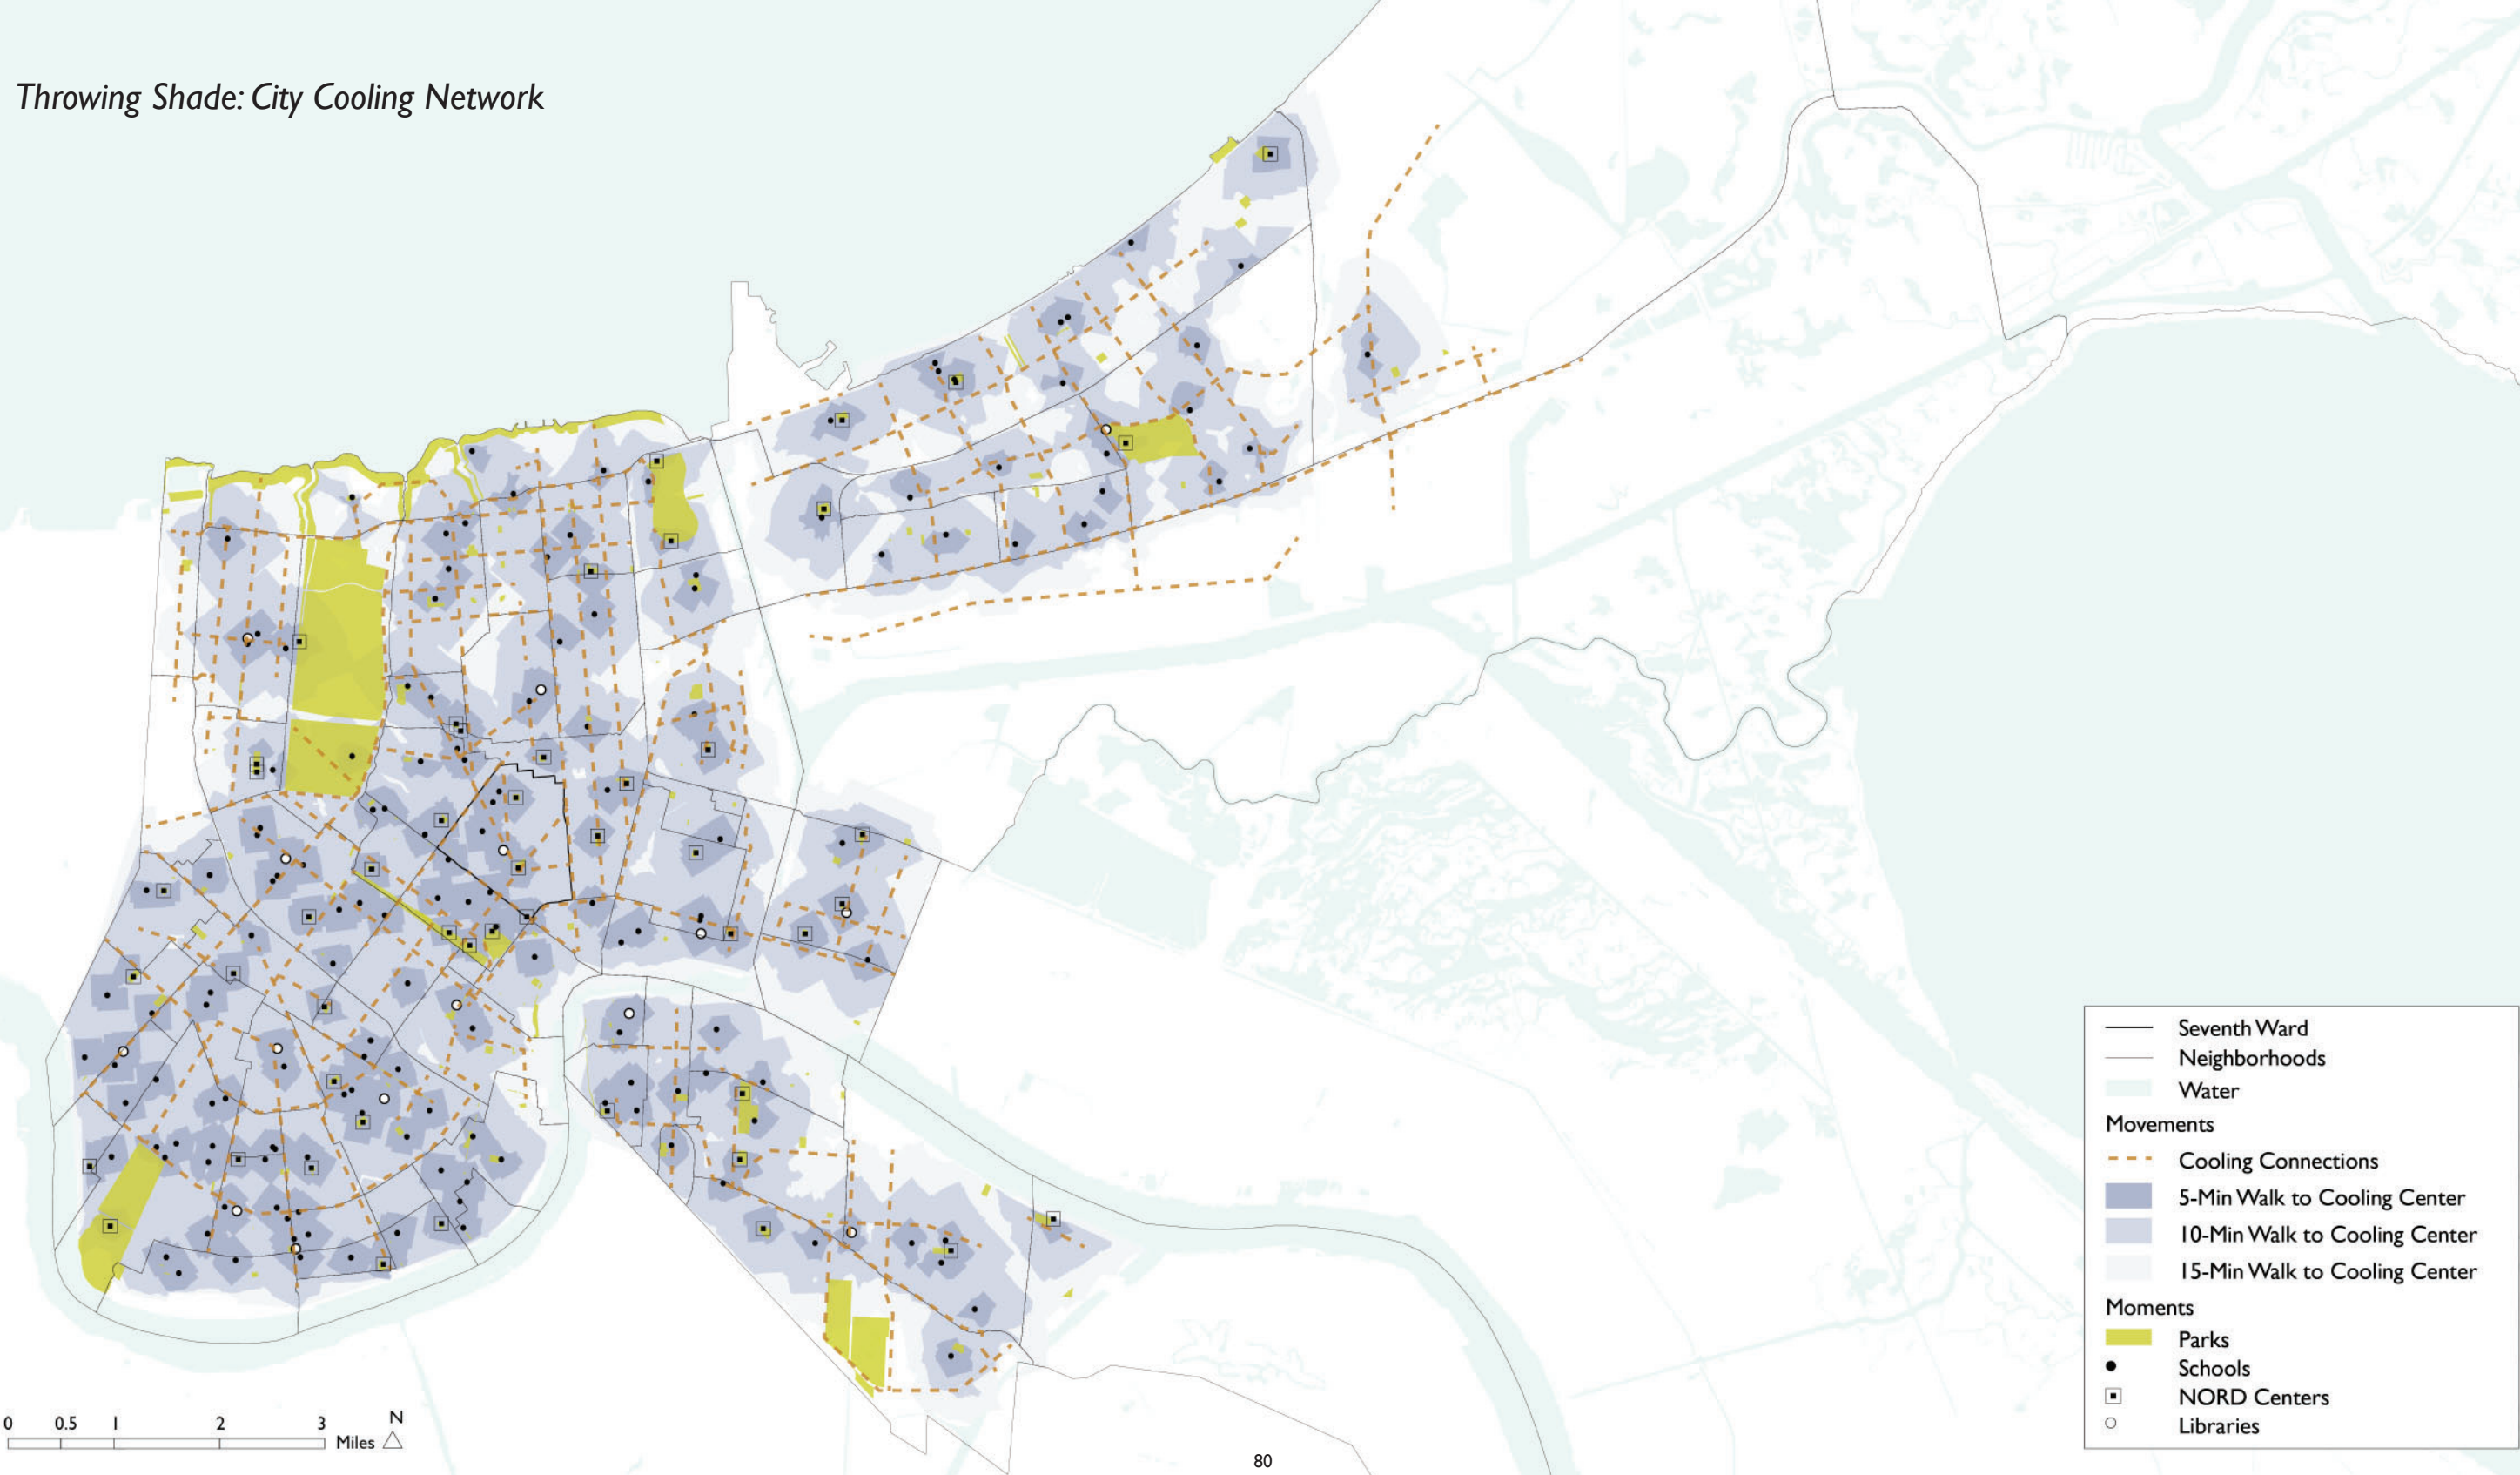 Throwing Shade: City Cooling Network
Seventh Ward
Neighborhoods
Water
Movements
Cooling Connections
5-Min Walk to Cooling Center
10-Min Walk to Cooling Center
15-Min Walk to Cooling Center
Moments
Parks
Schools
NORD Centers
Libraries
0 0.5 1 2 3 N
Miles
80